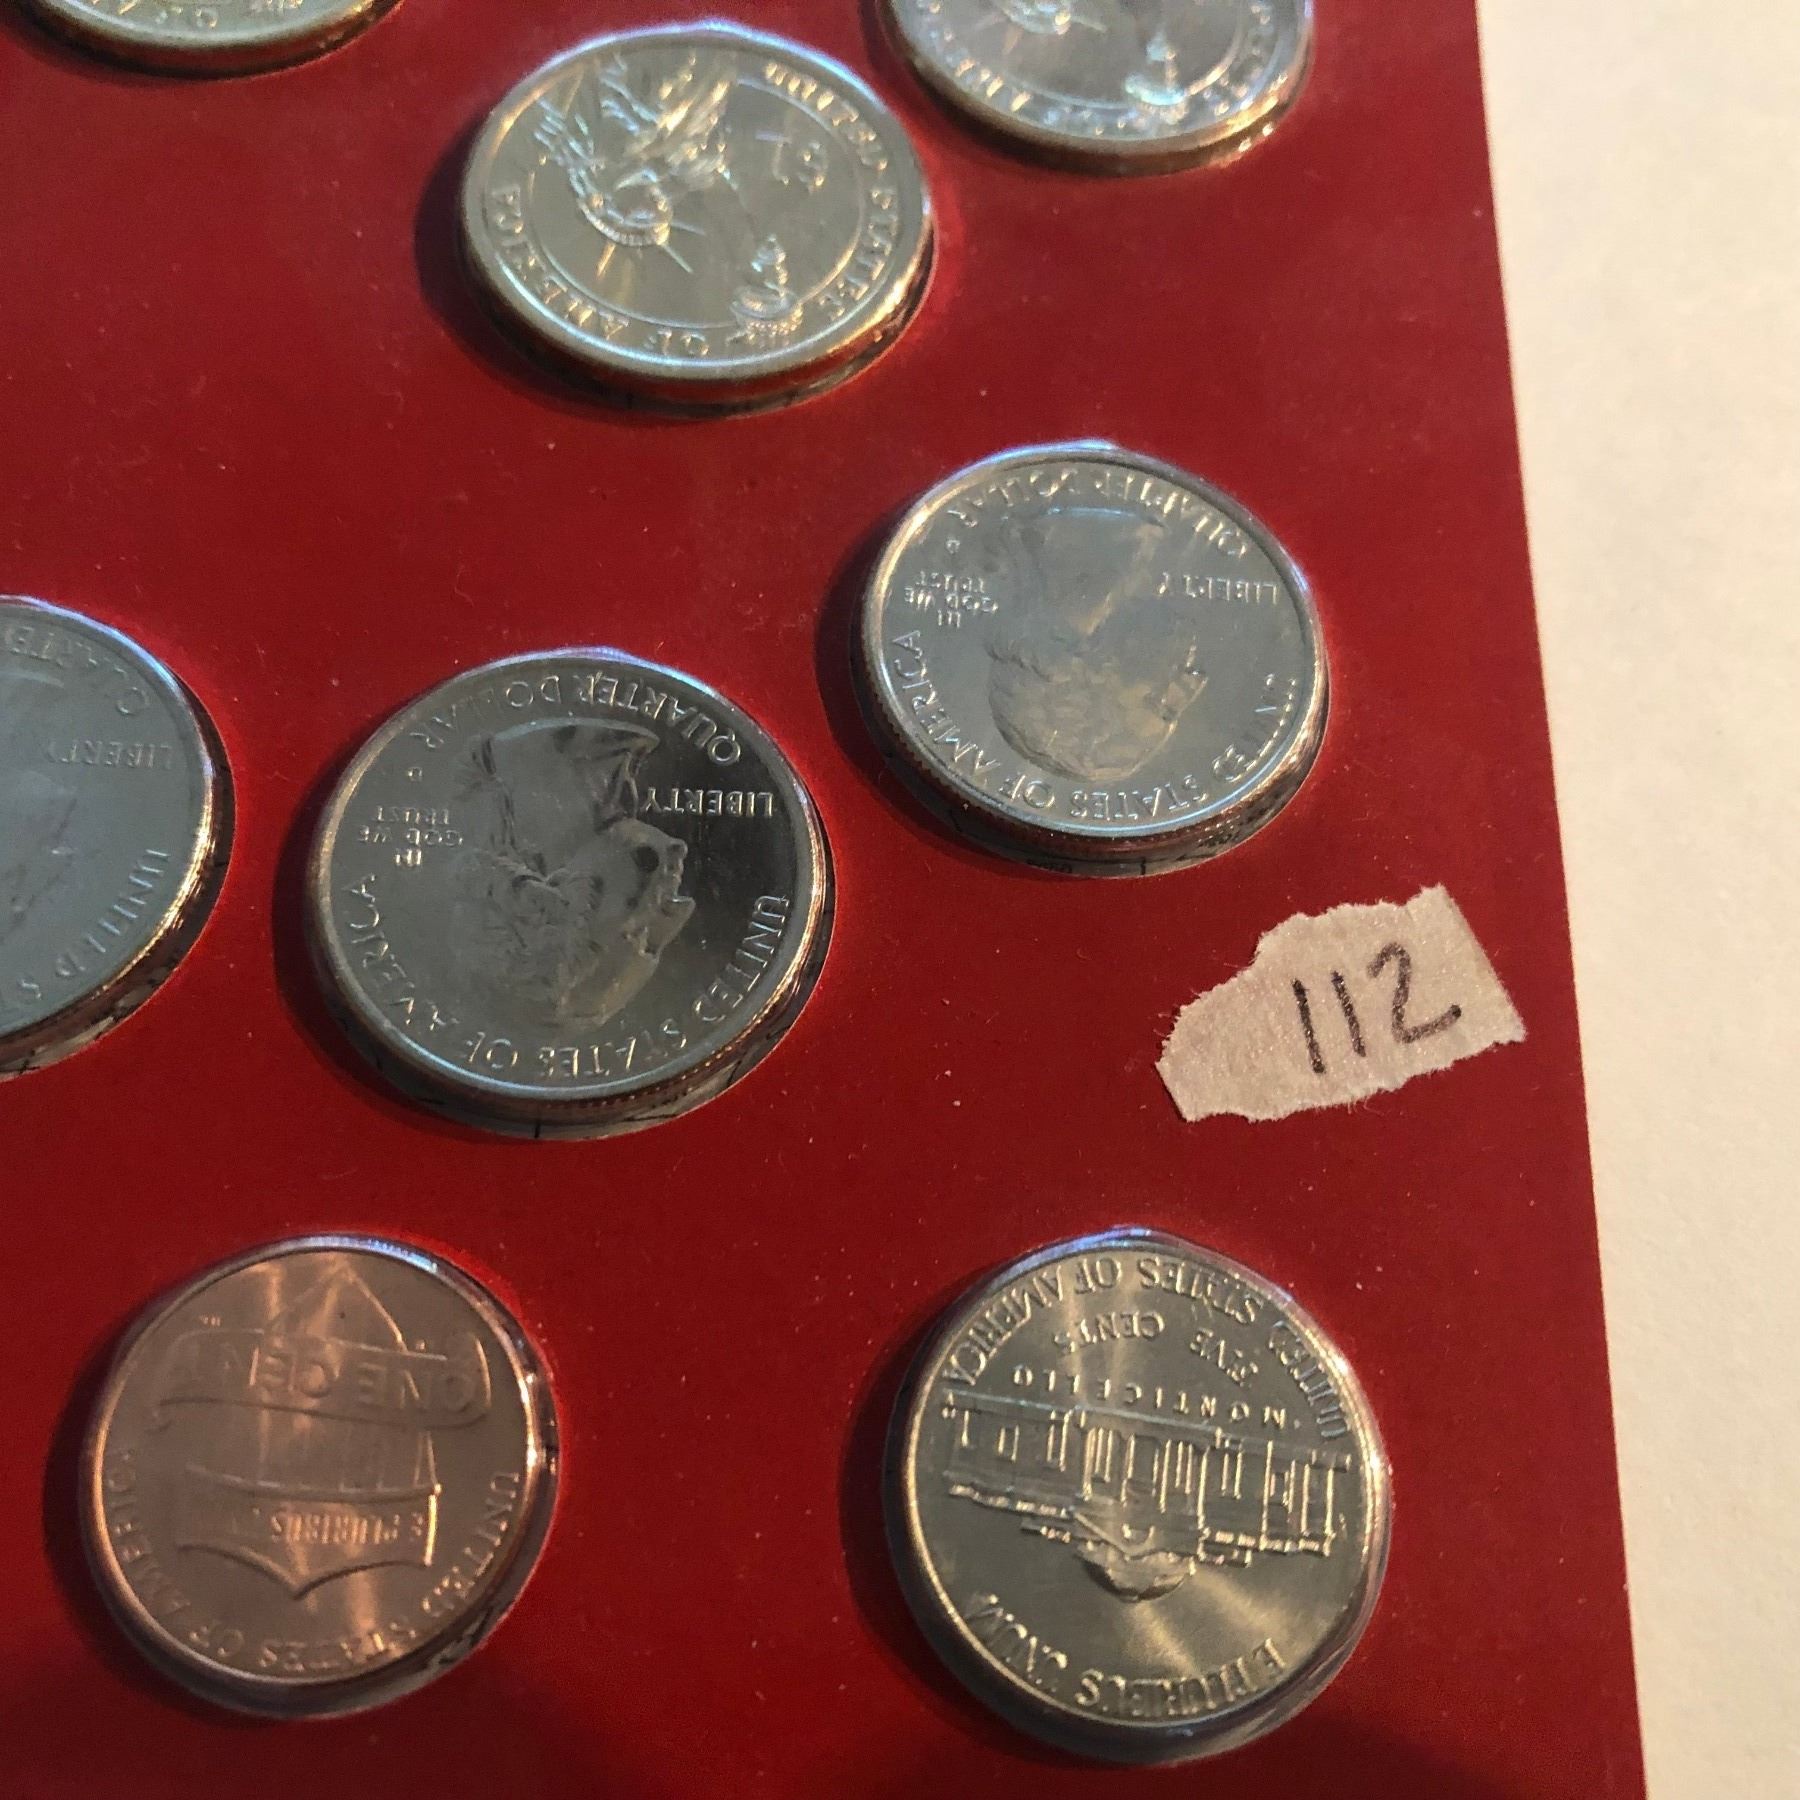 UNITED STATES OF AMERICA
$1
QUARTER DOLLAR
LIBERTY
IN
GOD WE
TRUST
D
UNITED STATES OF AMERICA
QUARTER
LIBERTY
UNITED
QUARTER DOLLAR
LIBERTY
IN
GOD WE
TRUST
D
UNITED STATES OF AMERICA
112
ONE CENT
E PLURIBUS
UNITED STATES OF AMERICA
UNITED STATES OF AMERICA
FIVE CENTS
MONTICELLO
E PLURIBUS UNUM